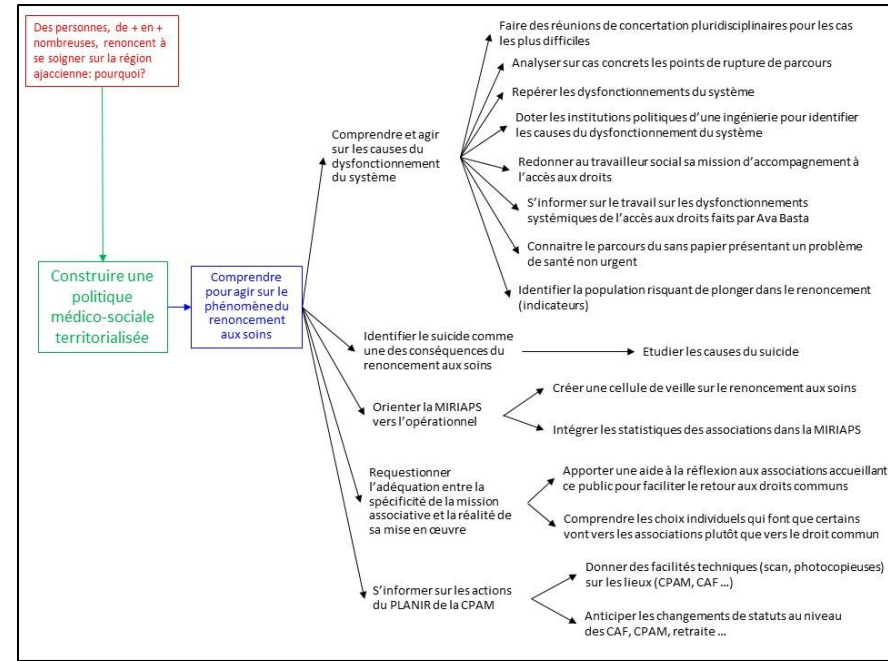 Des personnes, de + en +
nombreuses, renoncent à
se soigner sur la région
ajaccienne: pourquoi?
Construire une
politique
médico-sociale
territorialisée
Comprendre
pour agir sur le
phénomène du
renoncement
aux soins
Comprendre et agir
sur les causes du
dysfonctionnement
du système
Faire des réunions de concertation pluridisciplinaires pour les cas
les plus difficiles
Analyser sur cas concrets les points de rupture de parcours
Repérer les dysfonctionnements du système
Doter les institutions politiques d’une ingénierie pour identifier
les causes du dysfonctionnement du système
Redonner au travailleur social sa mission d’accompagnement à
l’accès aux droits
S’informer sur le travail sur les dysfonctionnements
systémiques de l’accès aux droits faits par Ava Basta
Connaitre le parcours du sans papier présentant un problème
de santé non urgent
Identifier la population risquant de plonger dans le renoncement
(indicateurs)
Identifier le suicide comme
une des conséquences du
renoncement aux soins
Etudier les causes du suicide
Orienter la MIRIAPS
vers l’opérationnel
Créer une cellule de veille sur le renoncement aux soins
Intégrer les statistiques des associations dans la MIRIAPS
Requestionner
l’adéquation entre la
spécificité de la mission
associative et la réalité de
sa mise en œuvre
Apporter une aide à la réflexion aux associations accueillant
ce public pour faciliter le retour aux droits communs
Comprendre les choix individuels qui font que certains
vont vers les associations plutôt que vers le droit commun
S’informer sur les actions
du PLANIR de la CPAM
Donner des facilités techniques (scan, photocopieuses)
sur les lieux (CPAM, CAF ...)
Anticiper les changements de statuts au niveau
des CAF, CPAM, retraite ...